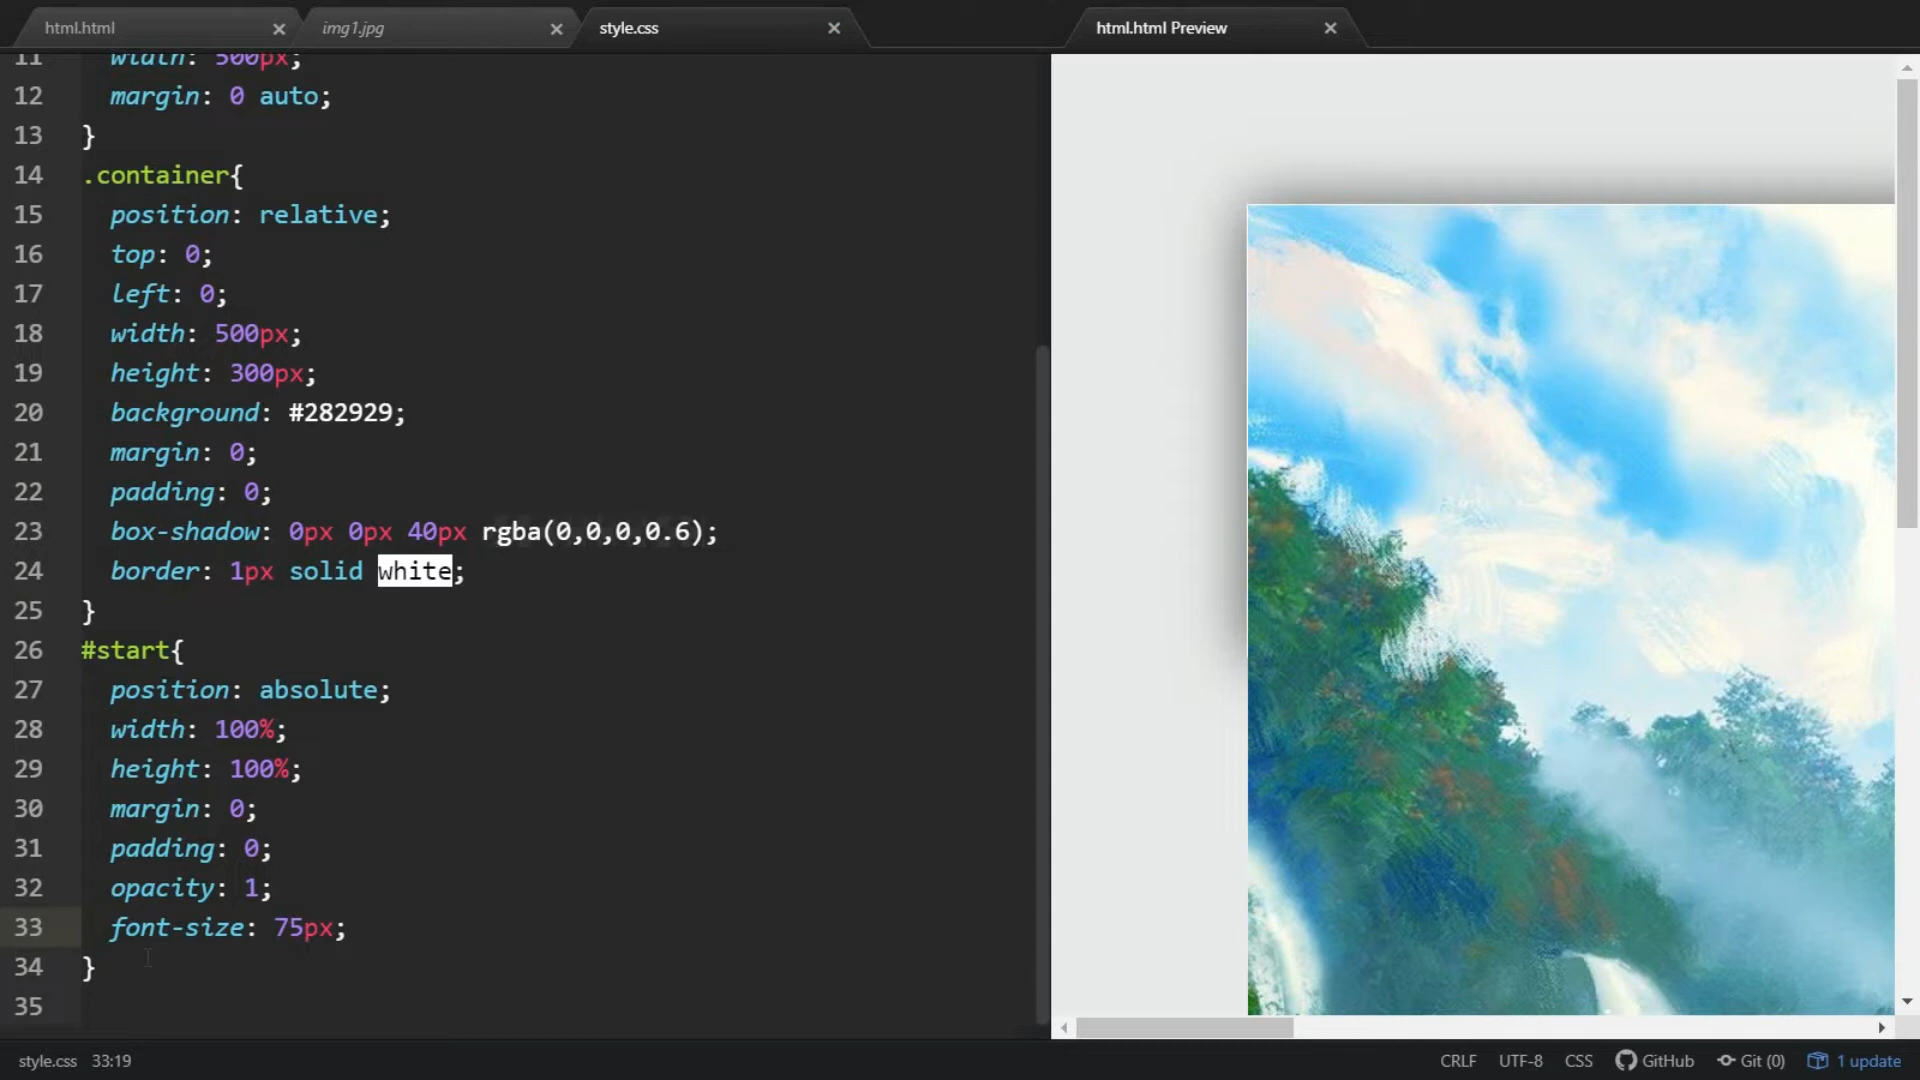 html.html
img1.jpg
style.css
html.html Preview
11 width: 500px;
12 margin: 0 auto;
13 }
14 .container{
15 position: relative;
16 top: 0;
17 left: 0;
18 width: 500px;
19 height: 300px;
20 background: #282929;
21 margin: 0;
22 padding: 0;
23 box-shadow: 0px 0px 40px rgba(0,0,0,0.6);
24 border: 1px solid white;
25 }
26 #start{
27 position: absolute;
28 width: 100%;
29 height: 100%;
30 margin: 0;
31 padding: 0;
32 opacity: 1;
33 font-size: 75px;
34 }
35
style.css 33:19
CRLF UTF-8 CSS GitHub Git (0) 1 update